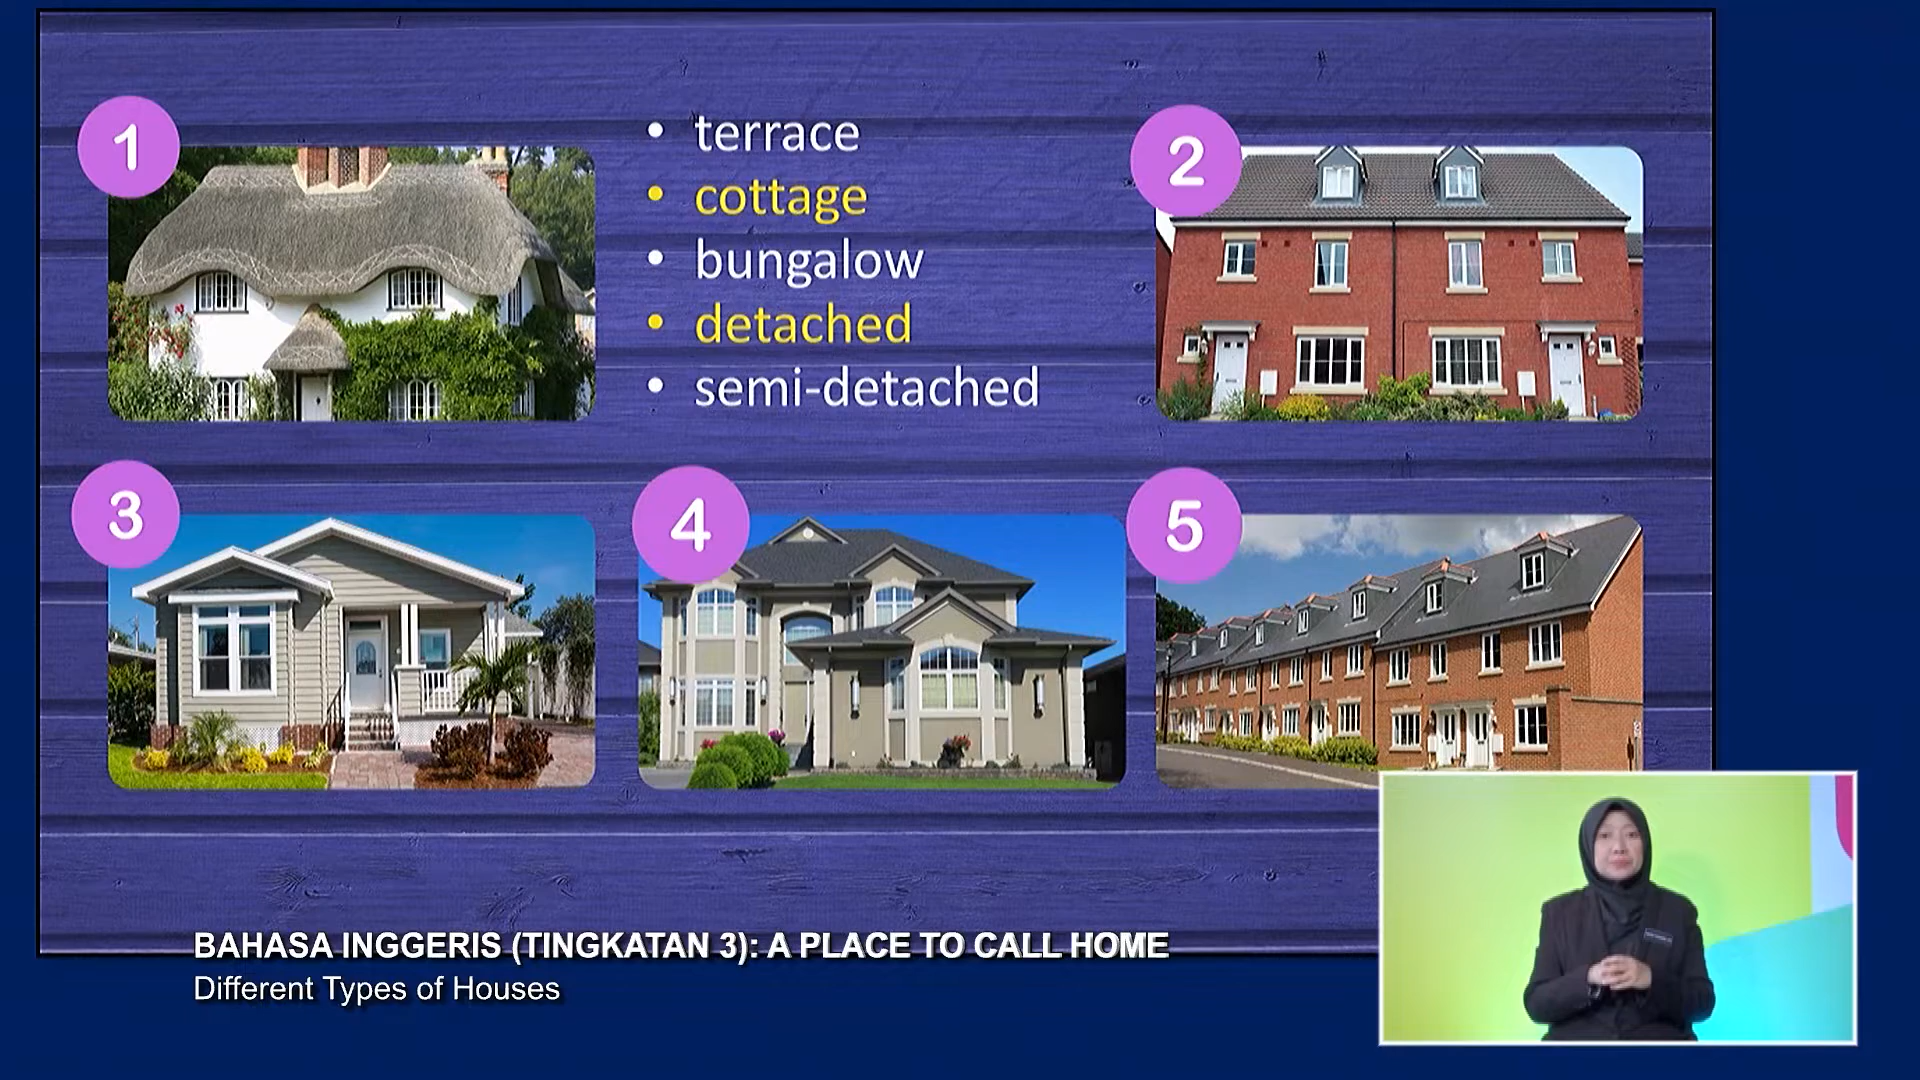 1
• terrace
• cottage
• bungalow
• detached
• semi-detached
2
3
4
5
BAHASA INGGERIS (TINGKATAN 3): A PLACE TO CALL HOME
Different Types of Houses